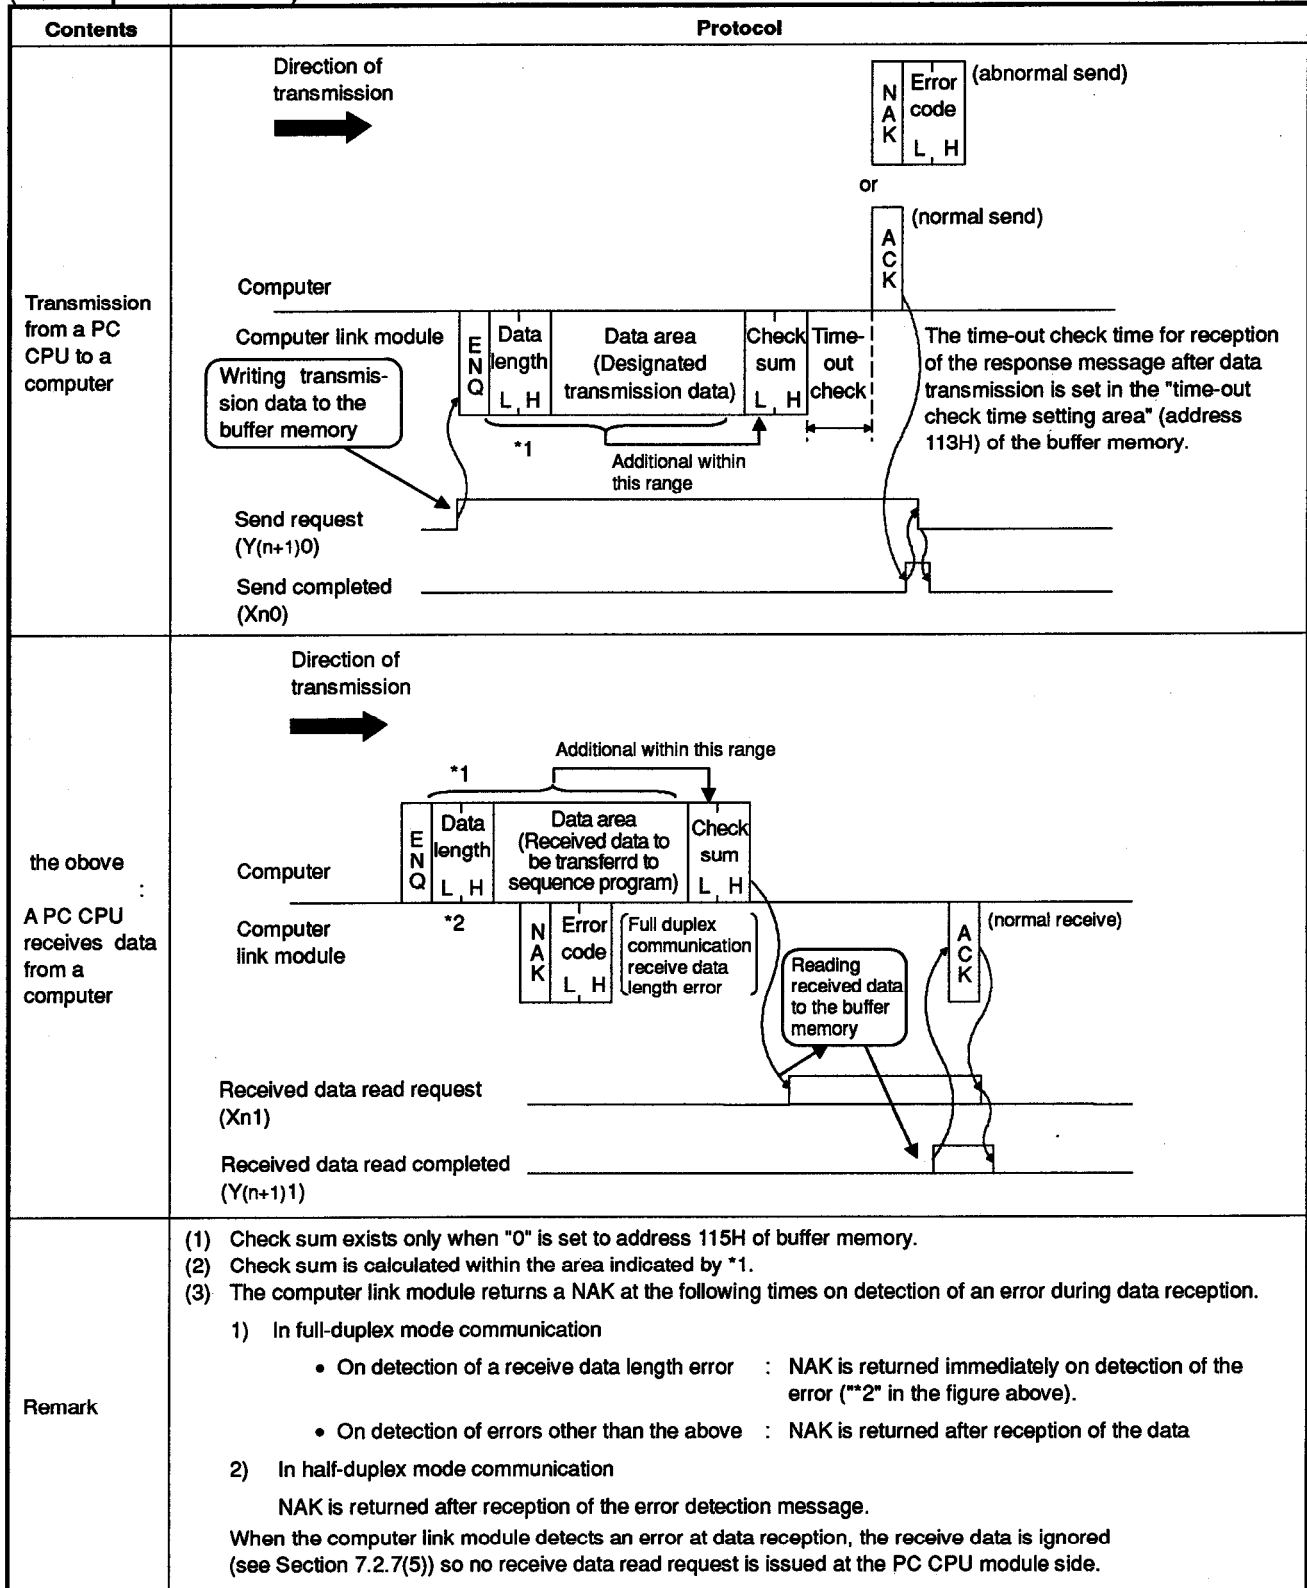 Contents
Protocol
Transmission
from a PC
CPU to a
computer
Direction of
transmission
NAK
Error
code
L H
(abnormal send)
or
ACK
(normal send)
Computer
Computer link module
ENQ
Data
length
L H
Data area
(Designated
transmission data)
Check
sum
L H
Time-
out
check
The time-out check time for reception
of the response message after data
transmission is set in the "time-out
check time setting area" (address
113H) of the buffer memory.
Writing transmis-
sion data to the
buffer memory
*1
Additional within
this range
Send request
(Y(n+1)0)
Send completed
(Xn0)
the obove
:
A PC CPU
receives data
from a
computer
Direction of
transmission
Additional within this range
*1
ENQ
Data
length
L H
Data area
(Received data to
be transferrd to
sequence program)
Check
sum
L H
Computer
Computer
link module
*2
NAK
Error
code
L H
Full duplex
communication
receive data
length error
Reading
received data
to the buffer
memory
ACK
(normal receive)
Received data read request
(Xn1)
Received data read completed
(Y(n+1)1)
Remark
(1) Check sum exists only when "0" is set to address 115H of buffer memory.
(2) Check sum is calculated within the area indicated by *1.
(3) The computer link module returns a NAK at the following times on detection of an error during data reception.
1) In full-duplex mode communication
• On detection of a receive data length error : NAK is returned immediately on detection of the
error ("*2" in the figure above).
• On detection of errors other than the above : NAK is returned after reception of the data
2) In half-duplex mode communication
NAK is returned after reception of the error detection message.
When the computer link module detects an error at data reception, the receive data is ignored
(see Section 7.2.7(5)) so no receive data read request is issued at the PC CPU module side.